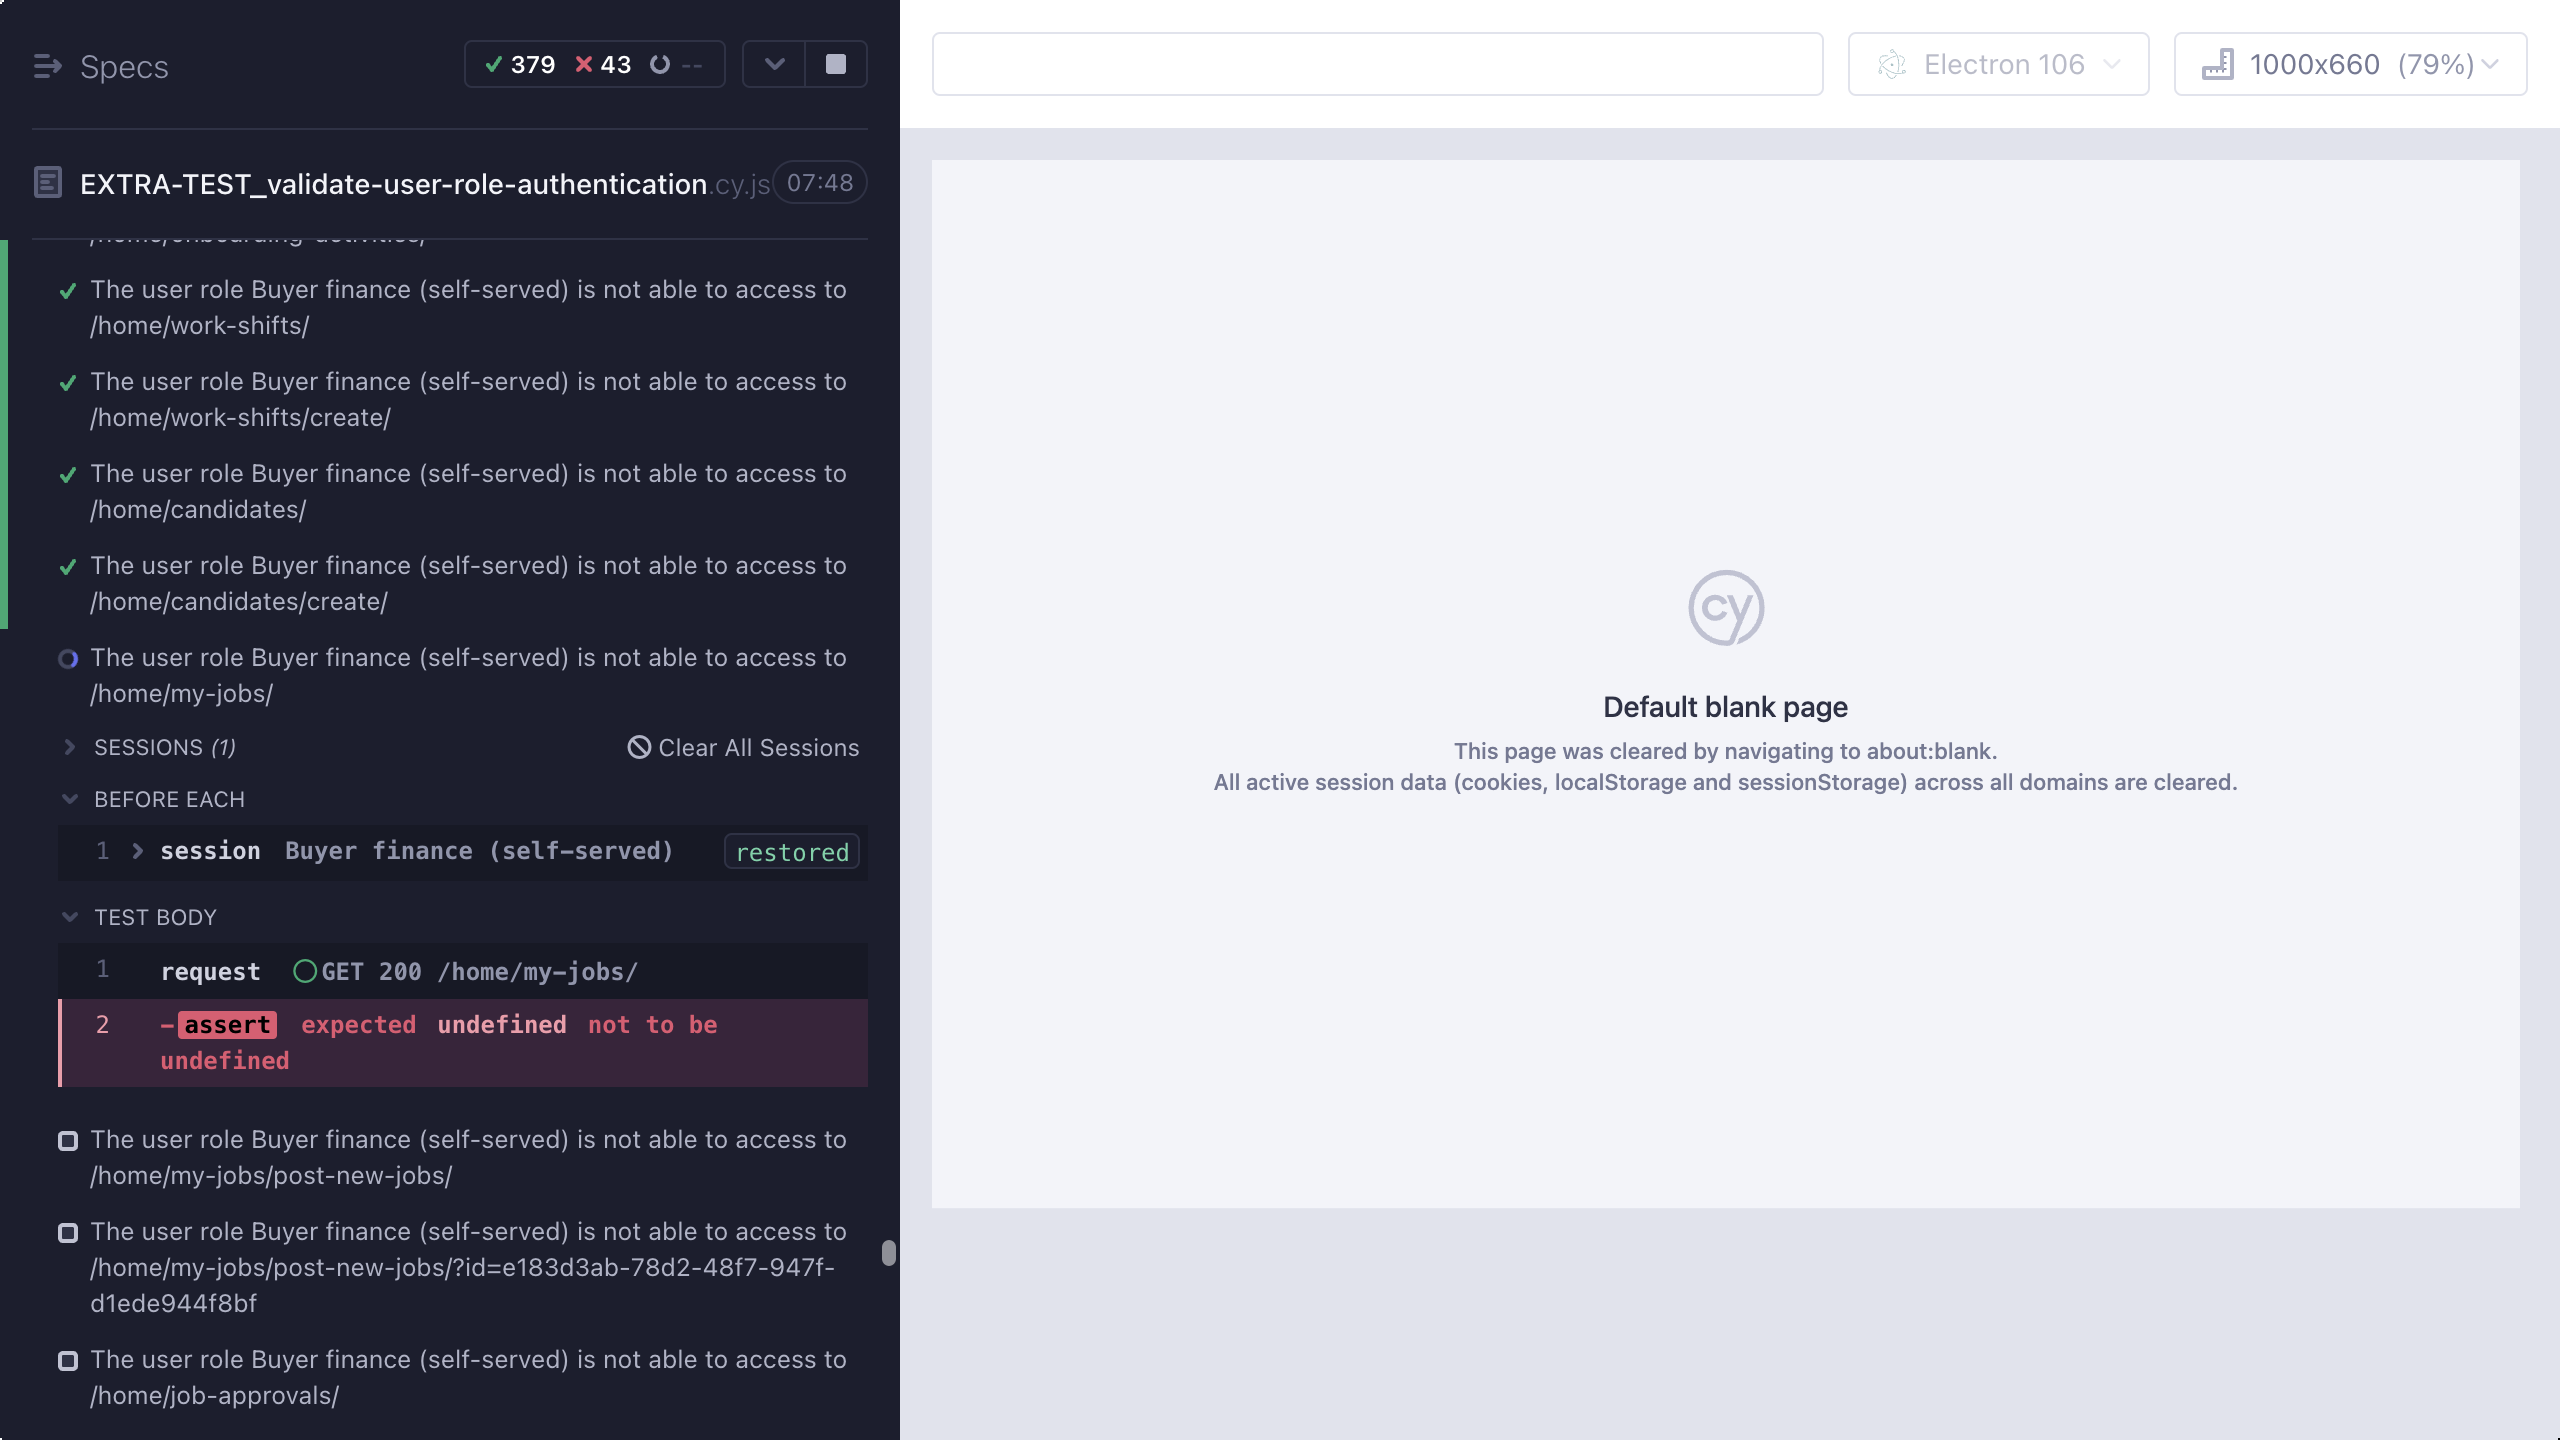 Specs
379 43 --
EXTRA-TEST_validate-user-role-authentication.cy.js 07:48
/home/onboarding-activities/
The user role Buyer finance (self-served) is not able to access to
/home/work-shifts/
The user role Buyer finance (self-served) is not able to access to
/home/work-shifts/create/
The user role Buyer finance (self-served) is not able to access to
/home/candidates/
The user role Buyer finance (self-served) is not able to access to
/home/candidates/create/
The user role Buyer finance (self-served) is not able to access to
/home/my-jobs/
SESSIONS (1) Clear All Sessions
BEFORE EACH
1 session Buyer finance (self-served) restored
TEST BODY
1 request GET 200 /home/my-jobs/
2 -assert expected undefined not to be
undefined
The user role Buyer finance (self-served) is not able to access to
/home/my-jobs/post-new-jobs/
The user role Buyer finance (self-served) is not able to access to
/home/my-jobs/post-new-jobs/?id=e183d3ab-78d2-48f7-947f-
d1ede944f8bf
The user role Buyer finance (self-served) is not able to access to
/home/job-approvals/
Electron 106
1000x660 (79%)
cy
Default blank page
This page was cleared by navigating to about:blank.
All active session data (cookies, localStorage and sessionStorage) across all domains are cleared.